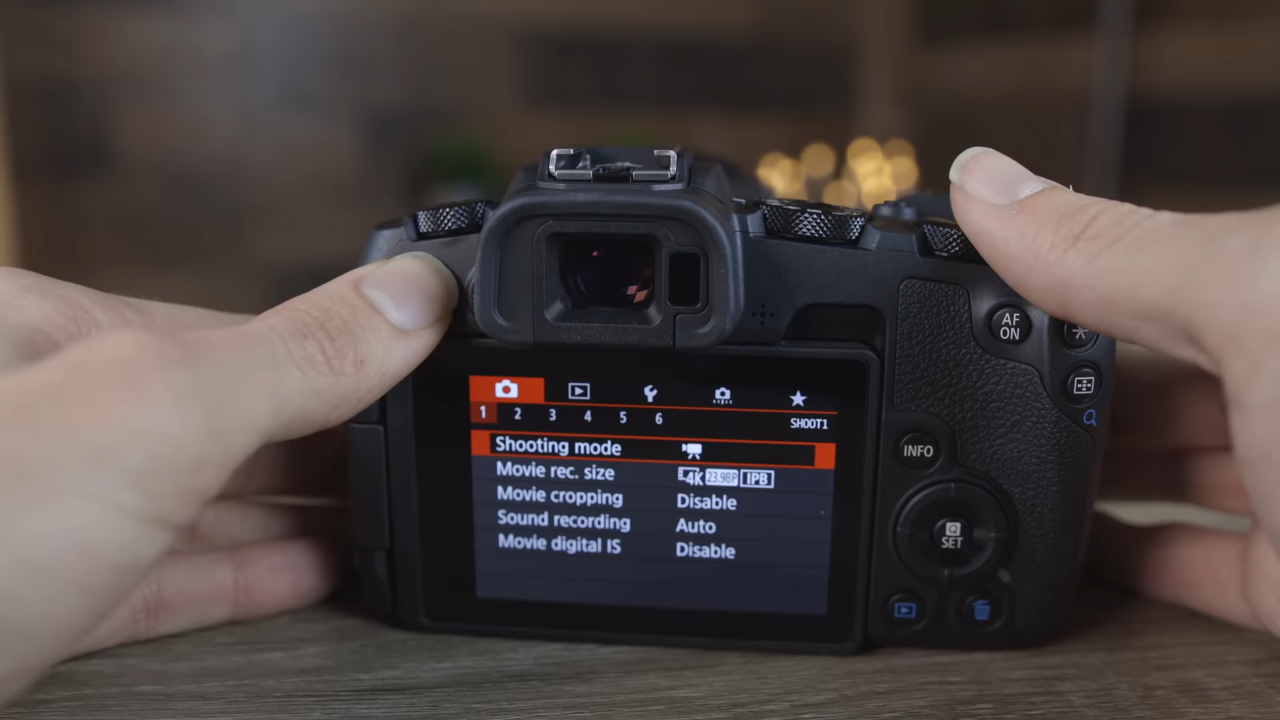 AF
ON
1 2 3 4 5 6
SHOOT1
Shooting mode
Movie rec. size 4K 23.98P IPB
Movie cropping Disable
Sound recording Auto
Movie digital IS Disable
INFO
Q
SET